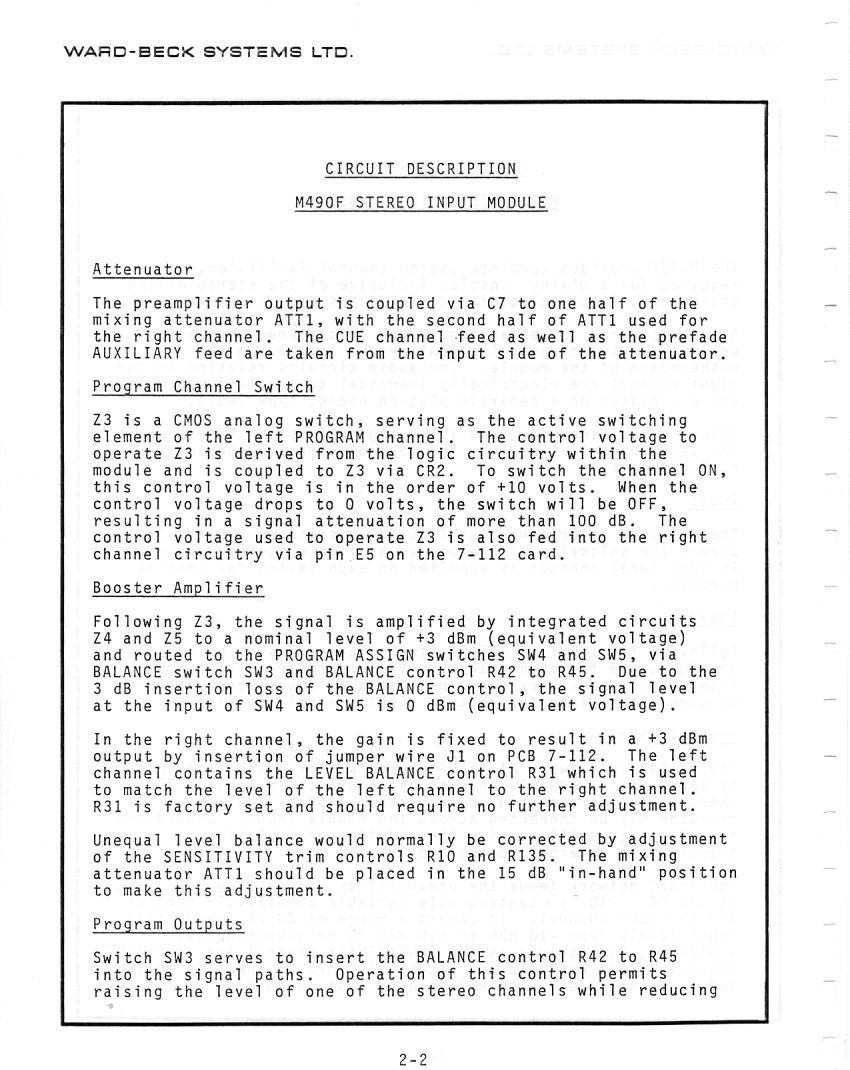 WARD-BECK SYSTEMS LTD.
CIRCUIT DESCRIPTION
M490F STEREO INPUT MODULE
Attenuator
The preamplifier output is coupled via C7 to one half of the
mixing attenuator ATT1, with the second half of ATT1 used for
the right channel. The CUE channel feed as well as the prefade
AUXILIARY feed are taken from the input side of the attenuator.
Program Channel Switch
Z3 is a CMOS analog switch, serving as the active switching
element of the left PROGRAM channel. The control voltage to
operate Z3 is derived from the logic circuitry within the
module and is coupled to Z3 via CR2. To switch the channel ON,
this control voltage is in the order of +10 volts. When the
control voltage drops to 0 volts, the switch will be OFF,
resulting in a signal attenuation of more than 100 dB. The
control voltage used to operate Z3 is also fed into the right
channel circuitry via pin E5 on the 7-112 card.
Booster Amplifier
Following Z3, the signal is amplified by integrated circuits
Z4 and Z5 to a nominal level of +3 dBm (equivalent voltage)
and routed to the PROGRAM ASSIGN switches SW4 and SW5, via
BALANCE switch SW3 and BALANCE control R42 to R45. Due to the
3 dB insertion loss of the BALANCE control, the signal level
at the input of SW4 and SW5 is 0 dBm (equivalent voltage).
In the right channel, the gain is fixed to result in a +3 dBm
output by insertion of jumper wire J1 on PCB 7-112. The left
channel contains the LEVEL BALANCE control R31 which is used
to match the level of the left channel to the right channel.
R31 is factory set and should require no further adjustment.
Unequal level balance would normally be corrected by adjustment
of the SENSITIVITY trim controls R10 and R135. The mixing
attenuator ATT1 should be placed in the 15 dB "in-hand" position
to make this adjustment.
Program Outputs
Switch SW3 serves to insert the BALANCE control R42 to R45
into the signal paths. Operation of this control permits
raising the level of one of the stereo channels while reducing
2-2